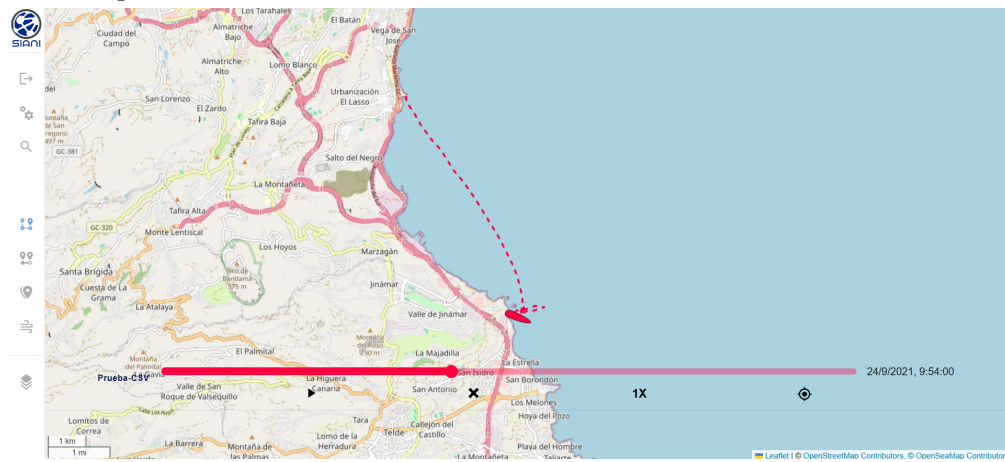 SIANI
Los Tarahales
El Batán
Ciudad del
Campo
Almatriche
Bajo
Vega de San
José
Almatriche
Alto
Lomo Blanco
Urbanización
El Lasso
San Lorenzo
El Zardo
Tafira Baja
497 m
GC-381
Salto del Negro
La Montañeta
Tafira Alta
GC-320
Monte Lentiscal
Los Hoyos
Marzagán
Santa Brígida
Pico de
Bandama
575 m
Cuesta de La
Grama
Jinámar
La Atalaya
Valle de Jinámar
El Palmital
La Majadilla
La Estrella
Prueba-CSV
San Isidro
24/9/2021, 9:54:00
Valle de San
Roque de Valsequillo
La Higuera
Canaria
San Antonio
San Borondón
1X
Los Melones
Hoya del Pozo
Lomitos de
Correa
Tara
Telde
Callejón del
Castillo
1 km
1 mi
La Barrera
Montaña de
las Palmas
Lomo de la
Herradura
La Montañeta
Playa del Hombre
Taliarte
Leaflet | © OpenStreetMap Contributors, © OpenSeaMap Contributors